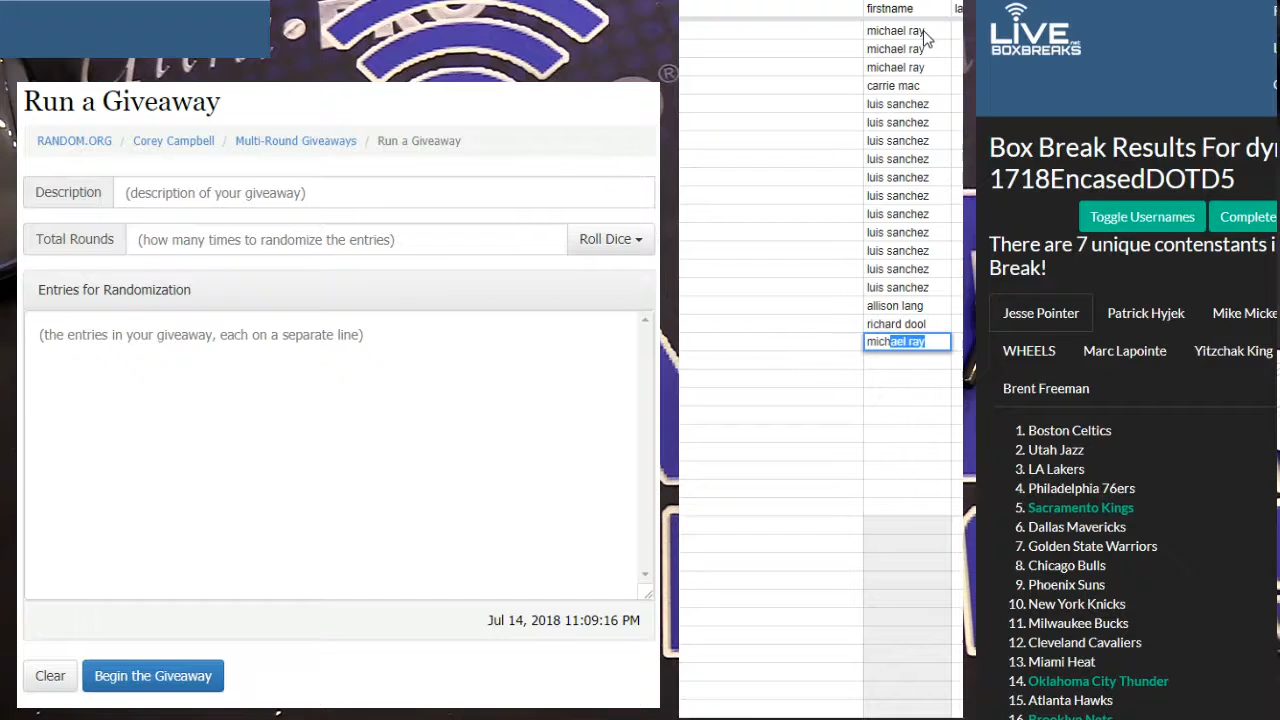 Run a Giveaway
RANDOM.ORG / Corey Campbell / Multi-Round Giveaways / Run a Giveaway
Description (description of your giveaway)
Total Rounds (how many times to randomize the entries) Roll Dice
Entries for Randomization
(the entries in your giveaway, each on a separate line)
Jul 14, 2018 11:09:16 PM
Clear Begin the Giveaway
®
firstname la
michael ray
michael ray
michael ray
carrie mac
luis sanchez
luis sanchez
luis sanchez
luis sanchez
luis sanchez
luis sanchez
luis sanchez
luis sanchez
luis sanchez
luis sanchez
luis sanchez
allison lang
richard dool
michael ray
LIVE.net
BOXBREAKS
Box Break Results For dy
1718EncasedDOTD5
Toggle Usernames Complete
There are 7 unique contenstants i
Break!
Jesse Pointer Patrick Hyjek Mike Micke
WHEELS Marc Lapointe Yitzchak King
Brent Freeman
1. Boston Celtics
2. Utah Jazz
3. LA Lakers
4. Philadelphia 76ers
5. Sacramento Kings
6. Dallas Mavericks
7. Golden State Warriors
8. Chicago Bulls
9. Phoenix Suns
10. New York Knicks
11. Milwaukee Bucks
12. Cleveland Cavaliers
13. Miami Heat
14. Oklahoma City Thunder
15. Atlanta Hawks
16. Brooklyn Nets